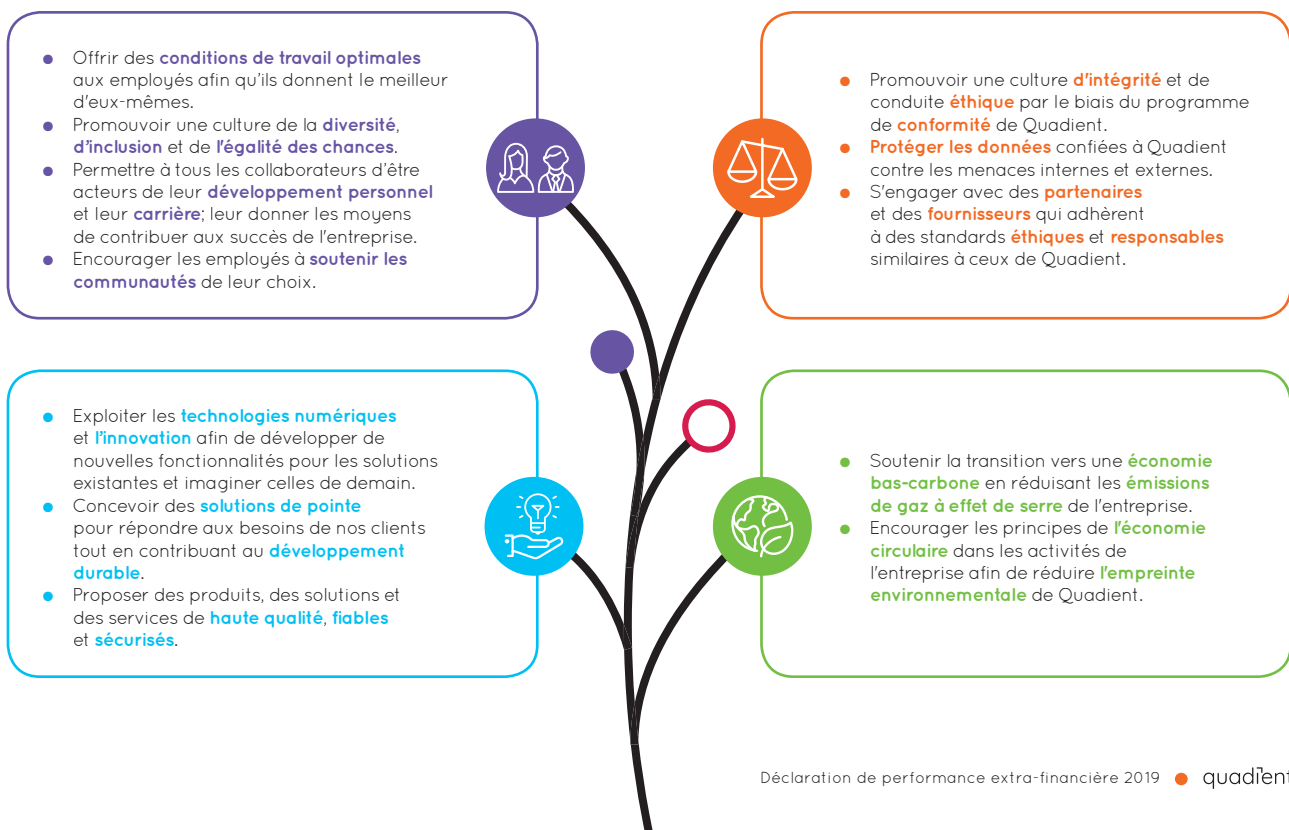 ● Offrir des conditions de travail optimales
aux employés afin qu'ils donnent le meilleur
d'eux-mêmes.
● Promouvoir une culture de la diversité,
d'inclusion et de l'égalité des chances.
● Permettre à tous les collaborateurs d'être
acteurs de leur développement personnel
et leur carrière; leur donner les moyens
de contribuer aux succès de l'entreprise.
● Encourager les employés à soutenir les
communautés de leur choix.
● Promouvoir une culture d'intégrité et de
conduite éthique par le biais du programme
de conformité de Quadient.
● Protéger les données confiées à Quadient
contre les menaces internes et externes.
● S'engager avec des partenaires
et des fournisseurs qui adhèrent
à des standards éthiques et responsables
similaires à ceux de Quadient.
● Exploiter les technologies numériques
et l'innovation afin de développer de
nouvelles fonctionnalités pour les solutions
existantes et imaginer celles de demain.
● Concevoir des solutions de pointe
pour répondre aux besoins de nos clients
tout en contribuant au développement
durable.
● Proposer des produits, des solutions et
des services de haute qualité, fiables
et sécurisés.
● Soutenir la transition vers une économie
bas-carbone en réduisant les émissions
de gaz à effet de serre de l'entreprise.
● Encourager les principes de l'économie
circulaire dans les activités de
l'entreprise afin de réduire l'empreinte
environnementale de Quadient.
Déclaration de performance extra-financière 2019 ● quadient